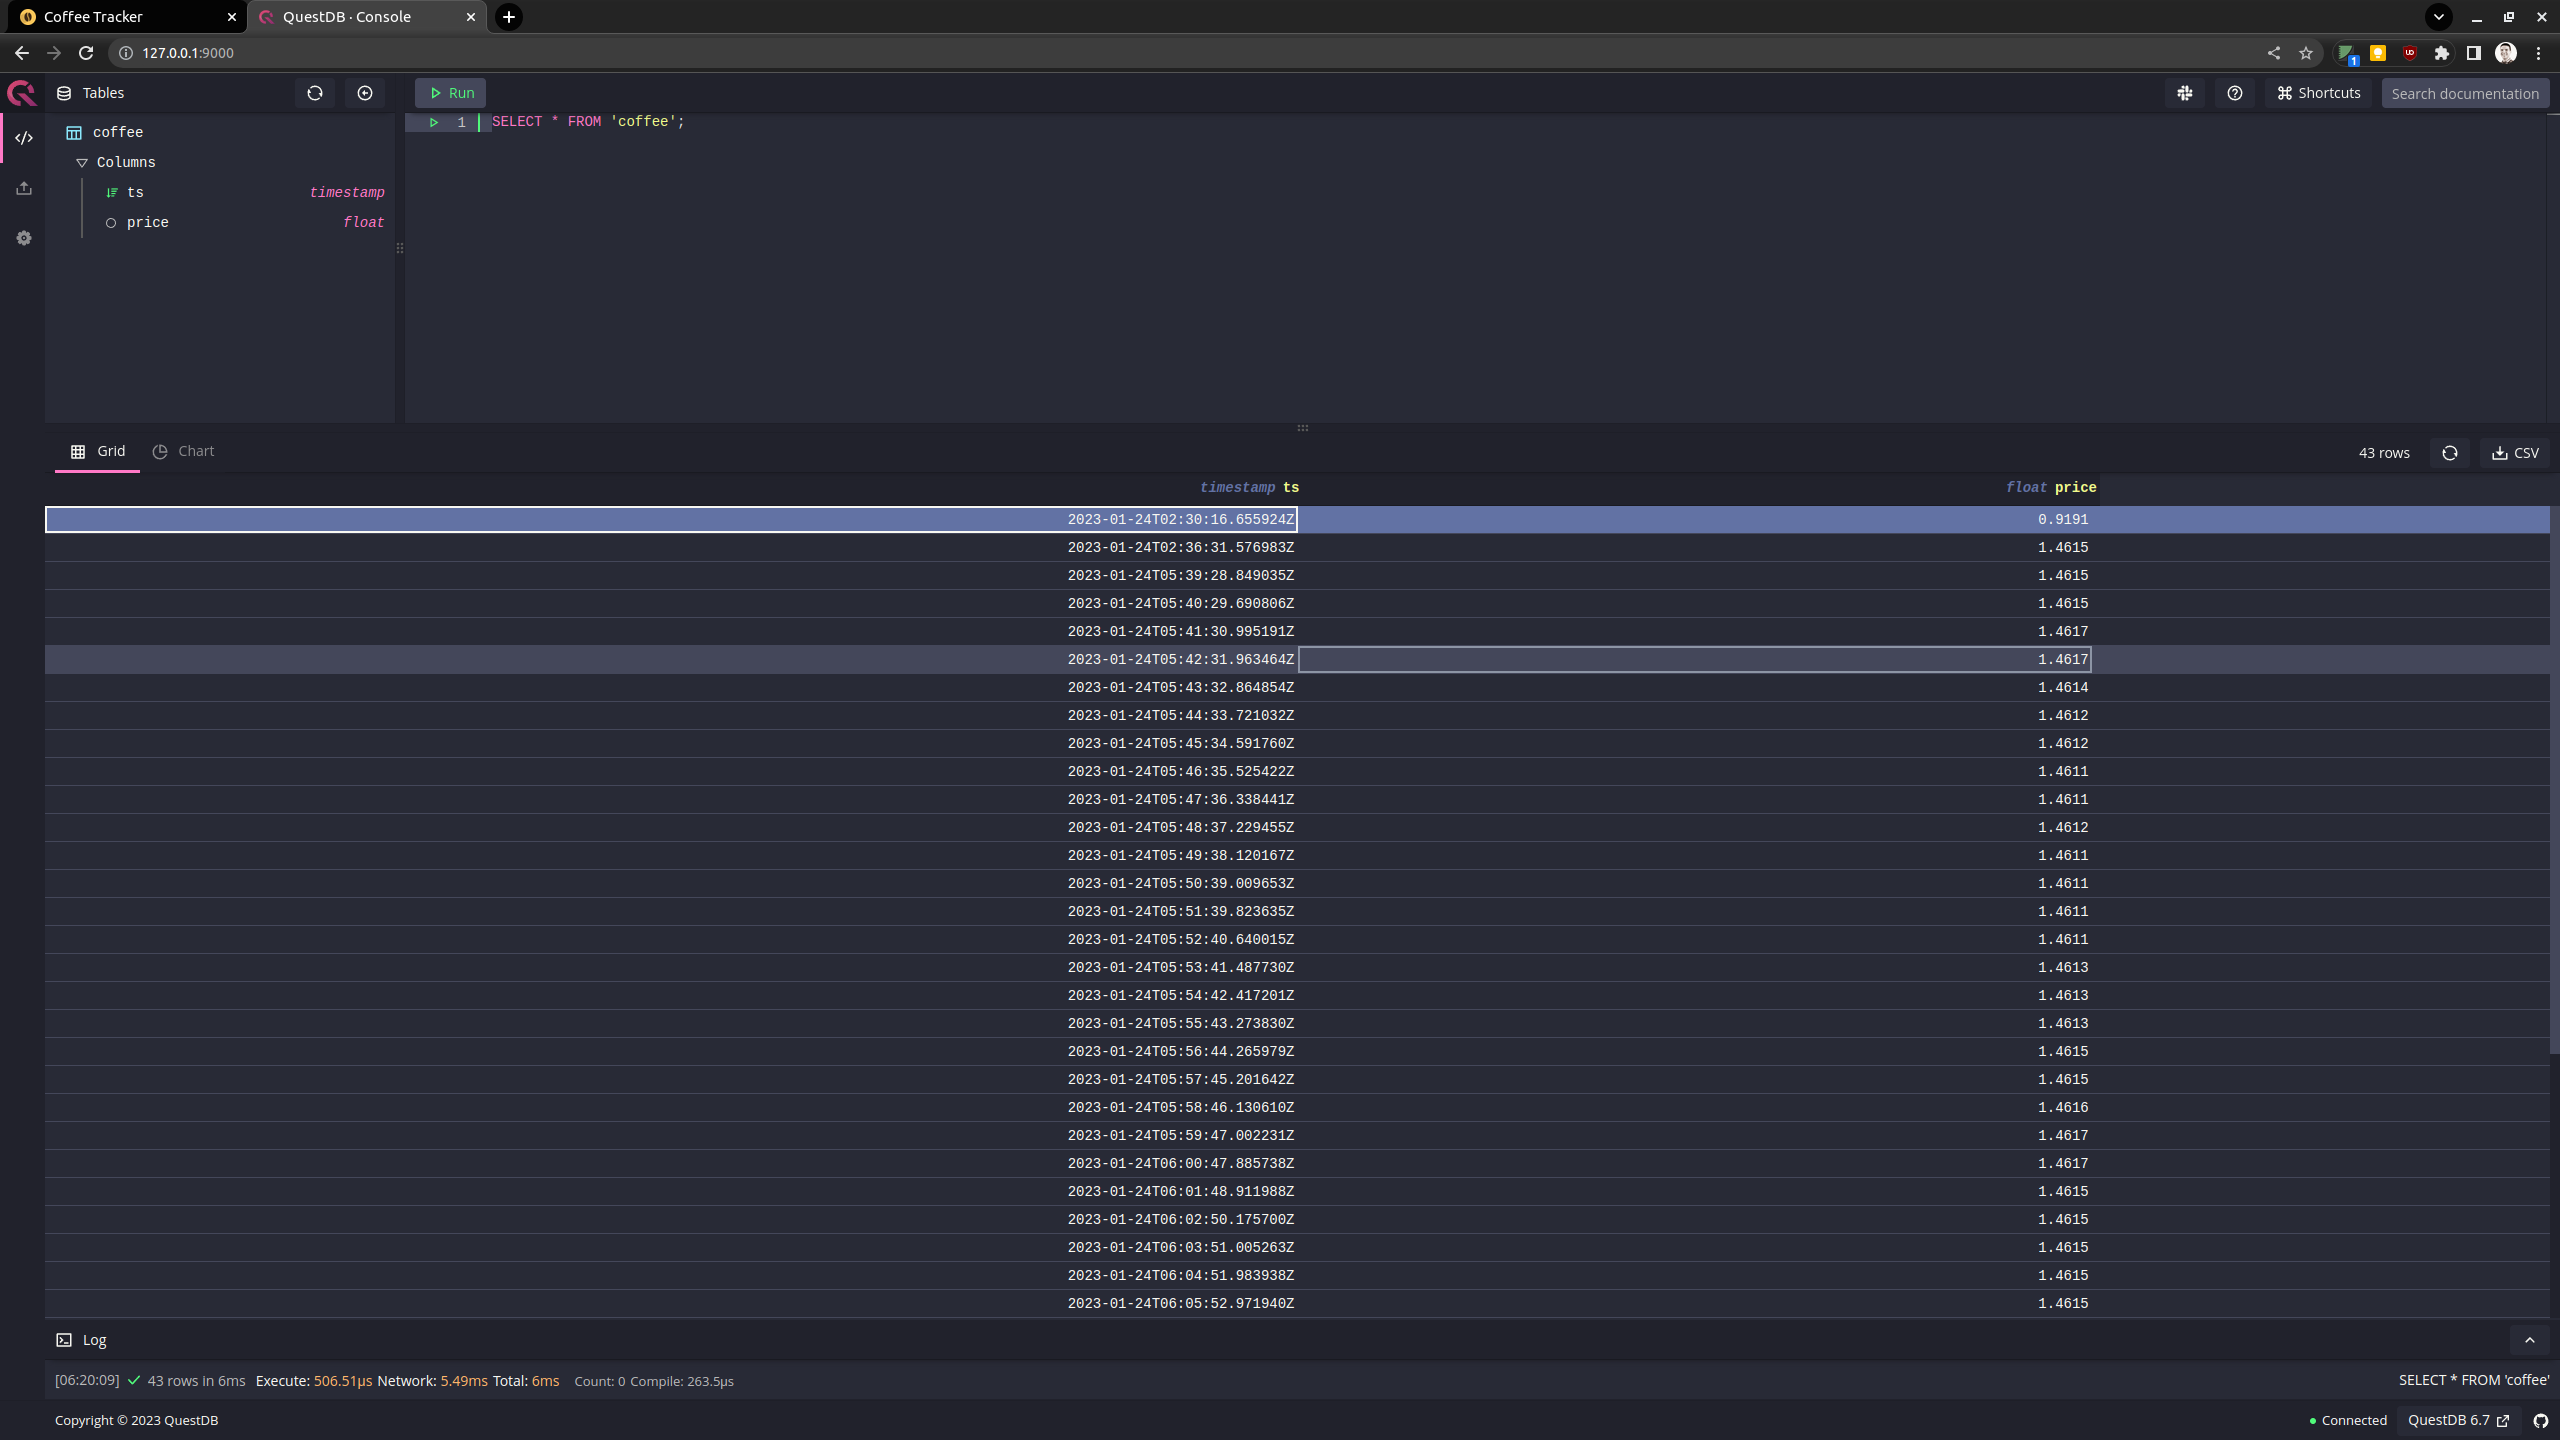 Coffee Tracker
QuestDB · Console
127.0.0.1:9000
1
Tables
Run
Shortcuts
Search documentation
coffee
Columns
ts timestamp
price float
1 SELECT * FROM 'coffee';
Grid
Chart
43 rows
CSV
timestamp ts float price
2023-01-24T02:30:16.655924Z 0.9191
2023-01-24T02:36:31.576983Z 1.4615
2023-01-24T05:39:28.849035Z 1.4615
2023-01-24T05:40:29.690806Z 1.4615
2023-01-24T05:41:30.995191Z 1.4617
2023-01-24T05:42:31.963464Z 1.4617
2023-01-24T05:43:32.864854Z 1.4614
2023-01-24T05:44:33.721032Z 1.4612
2023-01-24T05:45:34.591760Z 1.4612
2023-01-24T05:46:35.525422Z 1.4611
2023-01-24T05:47:36.338441Z 1.4611
2023-01-24T05:48:37.229455Z 1.4612
2023-01-24T05:49:38.120167Z 1.4611
2023-01-24T05:50:39.009653Z 1.4611
2023-01-24T05:51:39.823635Z 1.4611
2023-01-24T05:52:40.640015Z 1.4611
2023-01-24T05:53:41.487730Z 1.4613
2023-01-24T05:54:42.417201Z 1.4613
2023-01-24T05:55:43.273830Z 1.4613
2023-01-24T05:56:44.265979Z 1.4615
2023-01-24T05:57:45.201642Z 1.4615
2023-01-24T05:58:46.130610Z 1.4616
2023-01-24T05:59:47.002231Z 1.4617
2023-01-24T06:00:47.885738Z 1.4617
2023-01-24T06:01:48.911988Z 1.4615
2023-01-24T06:02:50.175700Z 1.4615
2023-01-24T06:03:51.005263Z 1.4615
2023-01-24T06:04:51.983938Z 1.4615
2023-01-24T06:05:52.971940Z 1.4615
Log
[06:20:09] 43 rows in 6ms Execute: 506.51μs Network: 5.49ms Total: 6ms Count: 0 Compile: 263.5μs
SELECT * FROM 'coffee'
Copyright © 2023 QuestDB
Connected
QuestDB 6.7